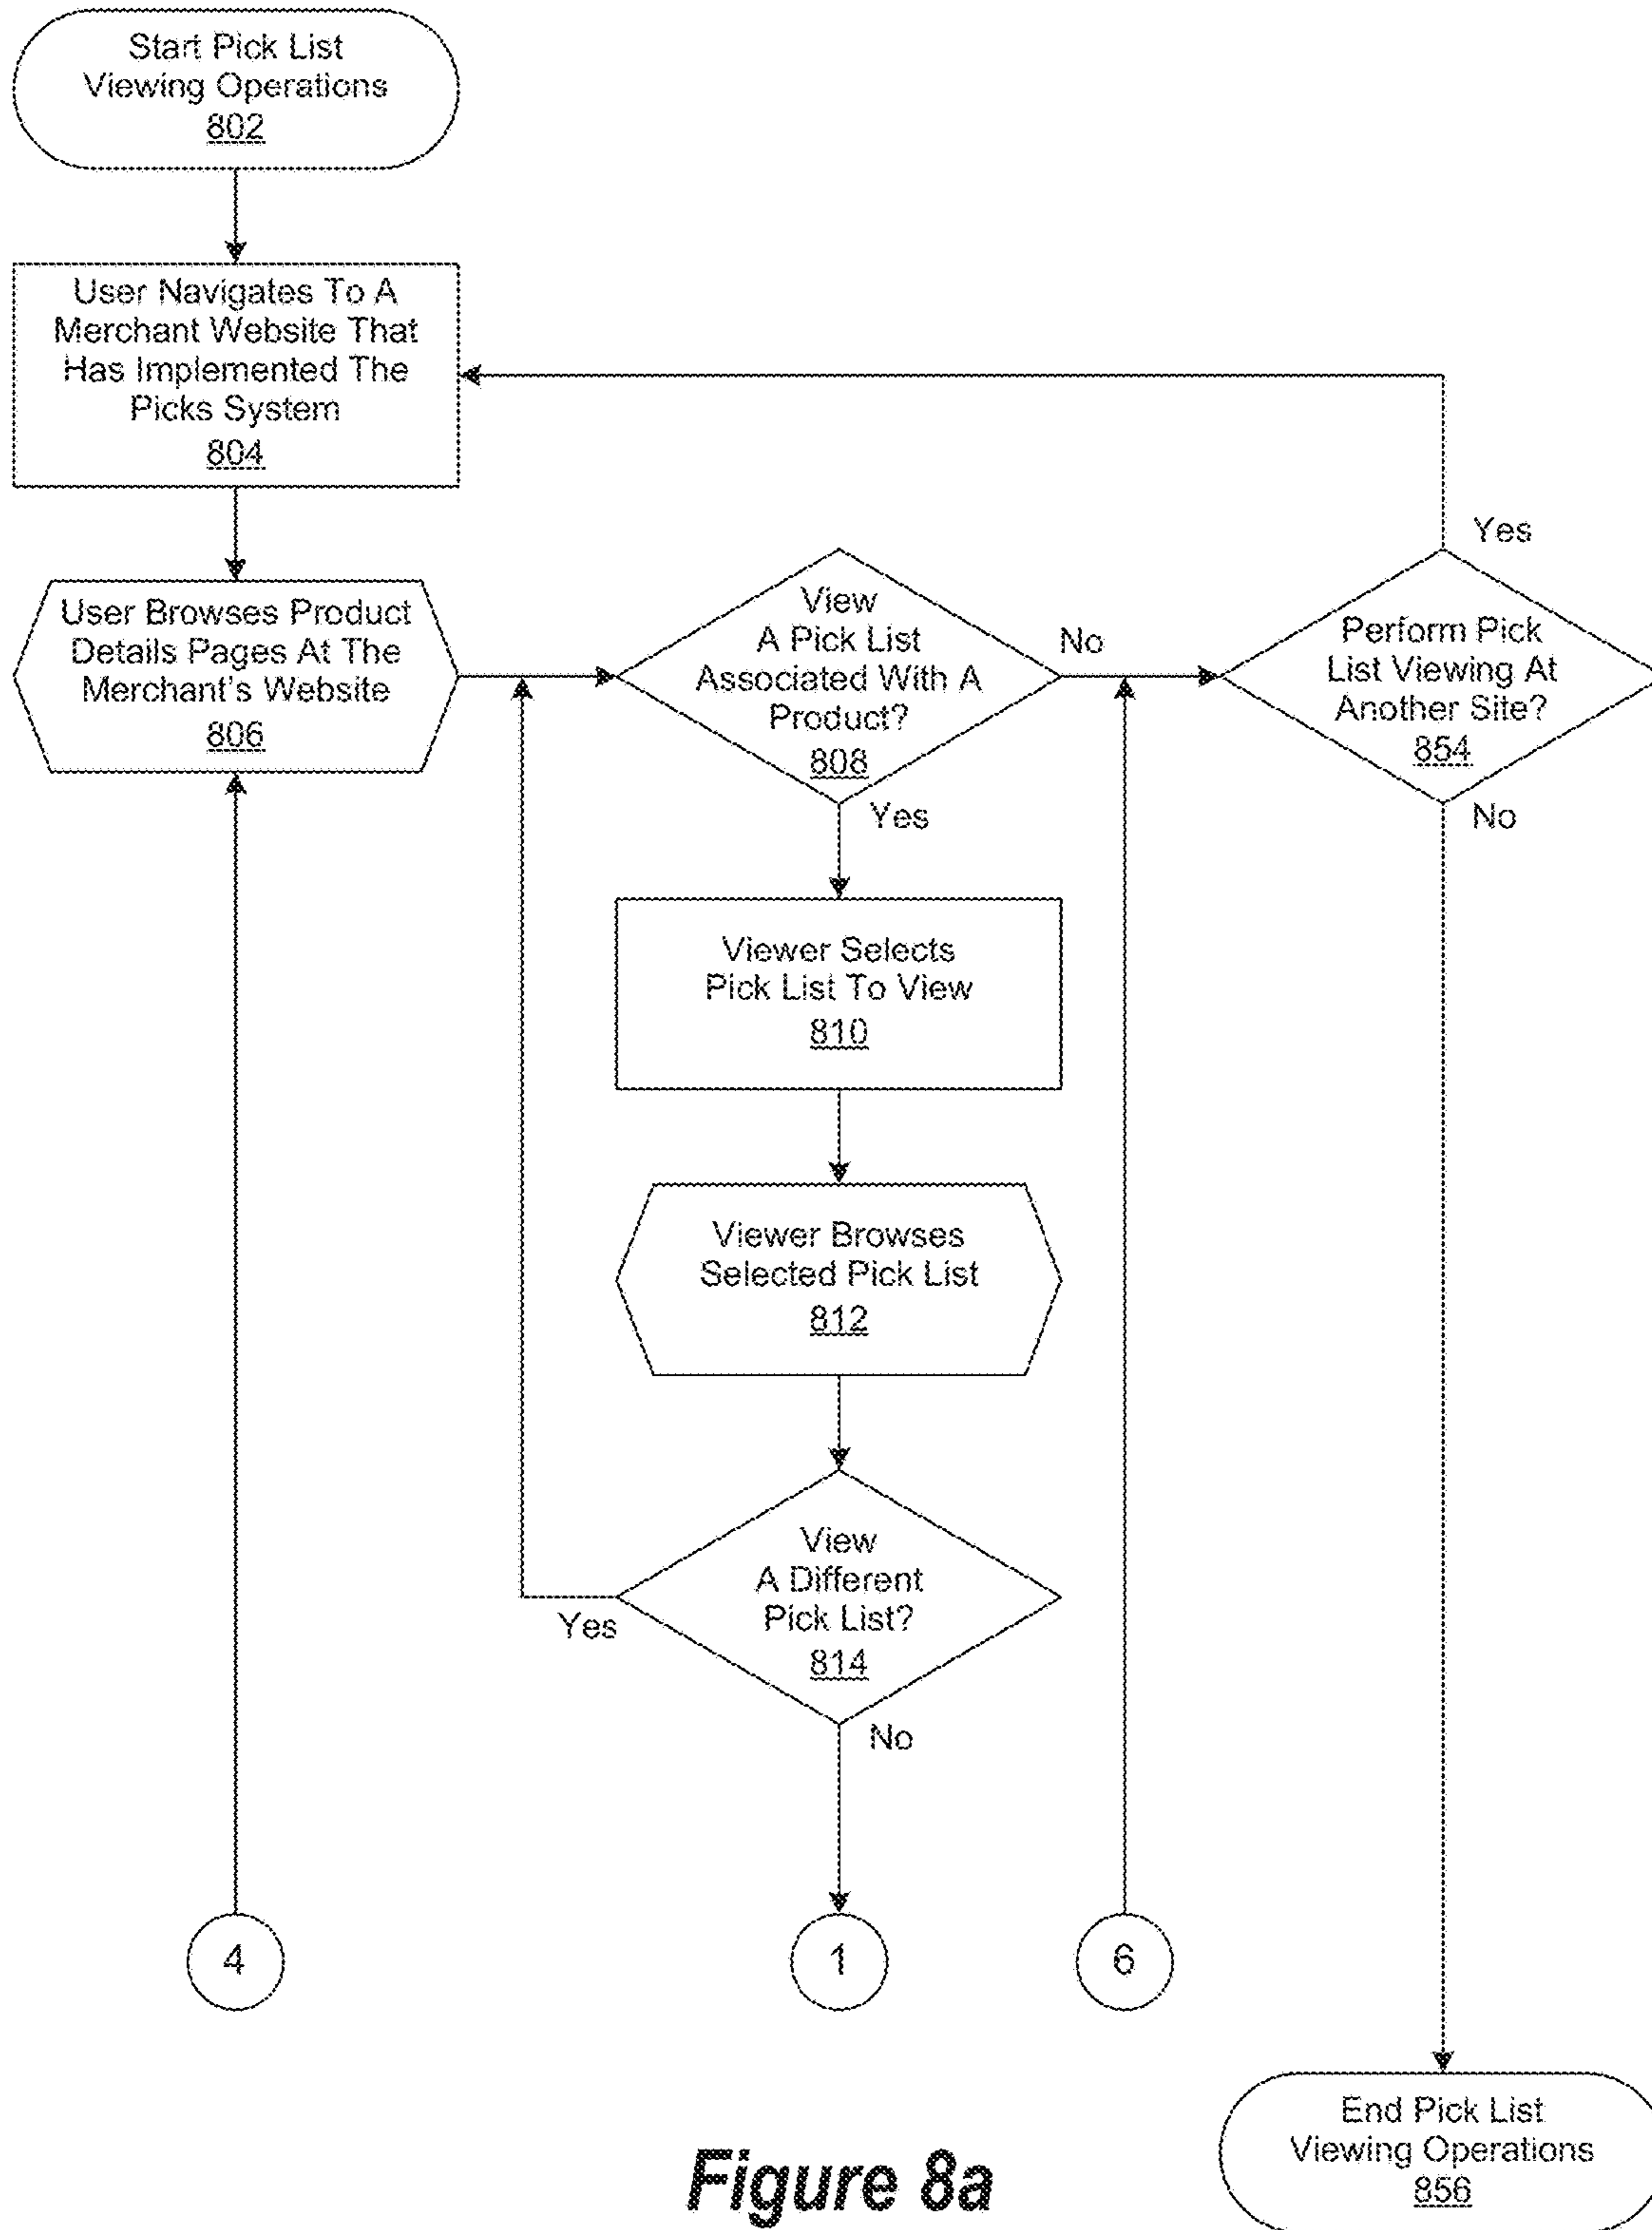 Start Pick List
Viewing Operations
802
User Navigates To A
Merchant Website That
Has Implemented The
Picks System
804
User Browses Product
Details Pages At The
Merchant's Website
806
View
A Pick List
Associated With A
Product?
808
No
Yes
Yes
Perform Pick
List Viewing At
Another Site?
854
No
Viewer Selects
Pick List To View
810
Viewer Browses
Selected Pick List
812
View
A Different
Pick List?
814
Yes
No
4
1
6
End Pick List
Viewing Operations
856
Figure 8a